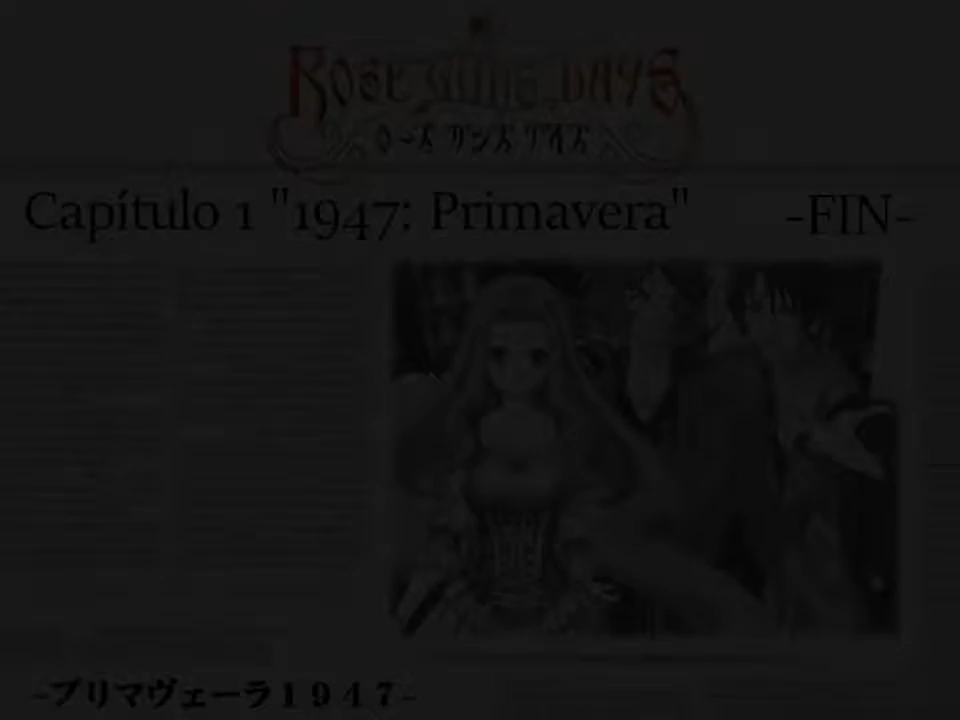 ROSE GUNS DAYS
ローズ ガンズ デイズ
Capítulo 1 "1947: Primavera" -FIN-
-プリマヴェーラ1947-